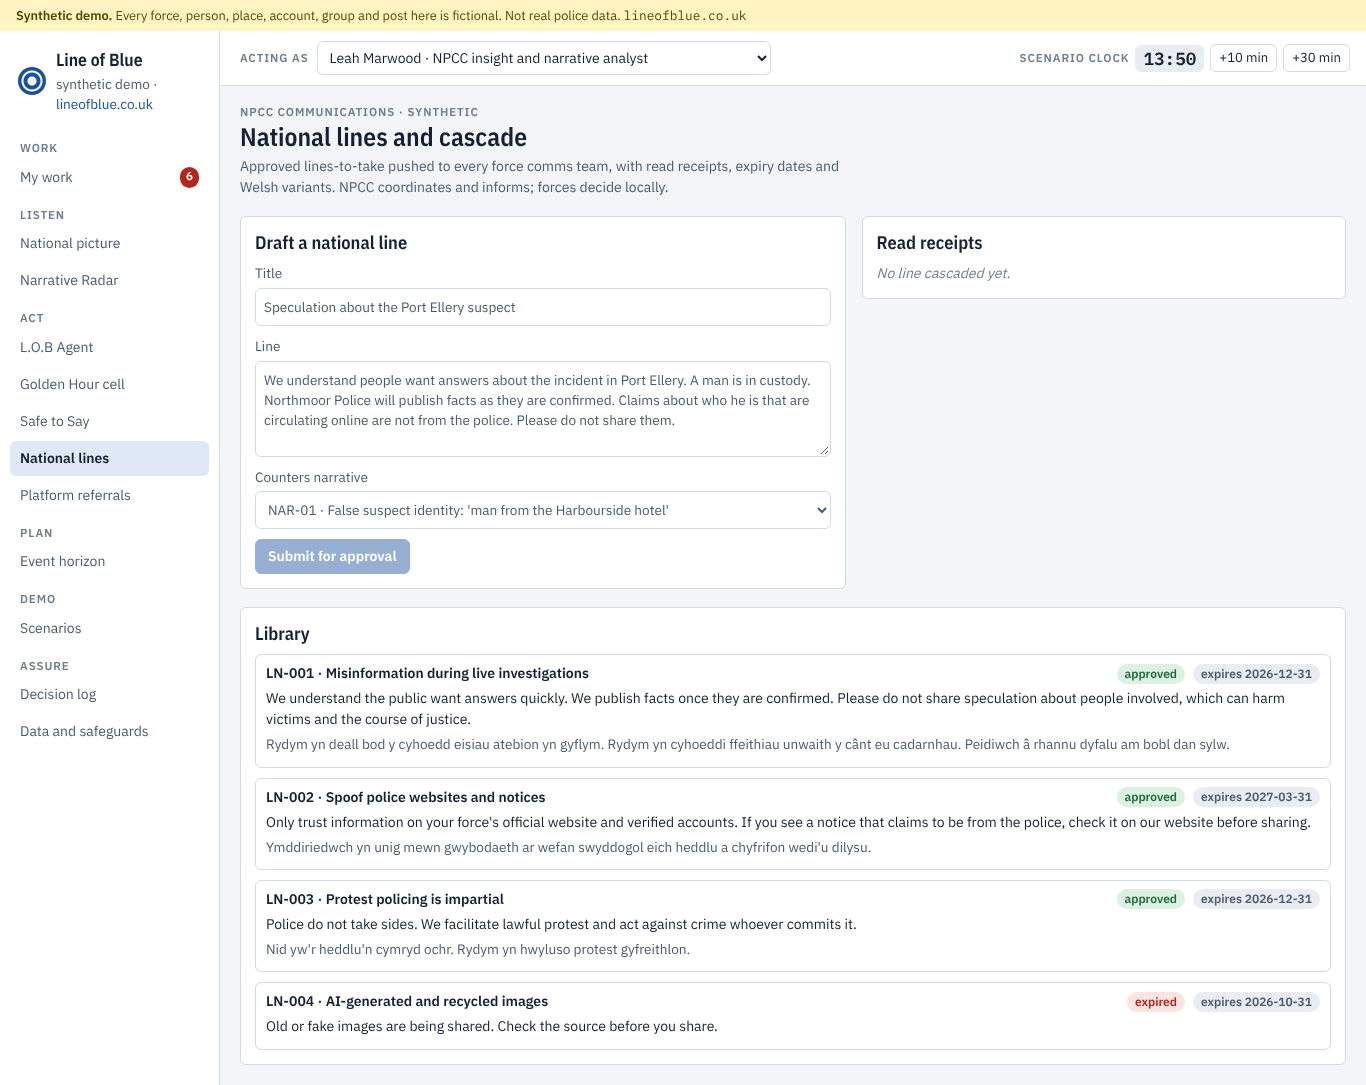 Synthetic demo. Every force, person, place, account, group and post here is fictional. Not real police data. lineofblue.co.uk
Line of Blue
synthetic demo ·
lineofblue.co.uk
WORK
My work 6
LISTEN
National picture
Narrative Radar
ACT
L.O.B Agent
Golden Hour cell
Safe to Say
National lines
Platform referrals
PLAN
Event horizon
DEMO
Scenarios
ASSURE
Decision log
Data and safeguards
ACTING AS Leah Marwood · NPCC insight and narrative analyst
SCENARIO CLOCK 13:50 +10 min +30 min
NPCC COMMUNICATIONS · SYNTHETIC
National lines and cascade
Approved lines-to-take pushed to every force comms team, with read receipts, expiry dates and
Welsh variants. NPCC coordinates and informs; forces decide locally.
Draft a national line
Title
Speculation about the Port Ellery suspect
Line
We understand people want answers about the incident in Port Ellery. A man is in custody.
Northmoor Police will publish facts as they are confirmed. Claims about who he is that are
circulating online are not from the police. Please do not share them.
Counters narrative
NAR-01 · False suspect identity: 'man from the Harbourside hotel'
Submit for approval
Read receipts
No line cascaded yet.
Library
LN-001 · Misinformation during live investigations approved expires 2026-12-31
We understand the public want answers quickly. We publish facts once they are confirmed. Please do not share speculation about people involved, which can harm
victims and the course of justice.
Rydym yn deall bod y cyhoedd eisiau atebion yn gyflym. Rydym yn cyhoeddi ffeithiau unwaith y cânt eu cadarnhau. Peidiwch â rhannu dyfalu am bobl dan sylw.
LN-002 · Spoof police websites and notices approved expires 2027-03-31
Only trust information on your force's official website and verified accounts. If you see a notice that claims to be from the police, check it on our website before sharing.
Ymddiriedwch yn unig mewn gwybodaeth ar wefan swyddogol eich heddlu a chyfrifon wedi'u dilysu.
LN-003 · Protest policing is impartial approved expires 2026-12-31
Police do not take sides. We facilitate lawful protest and act against crime whoever commits it.
Nid yw'r heddlu'n cymryd ochr. Rydym yn hwyluso protest gyfreithlon.
LN-004 · AI-generated and recycled images expired expires 2026-10-31
Old or fake images are being shared. Check the source before you share.